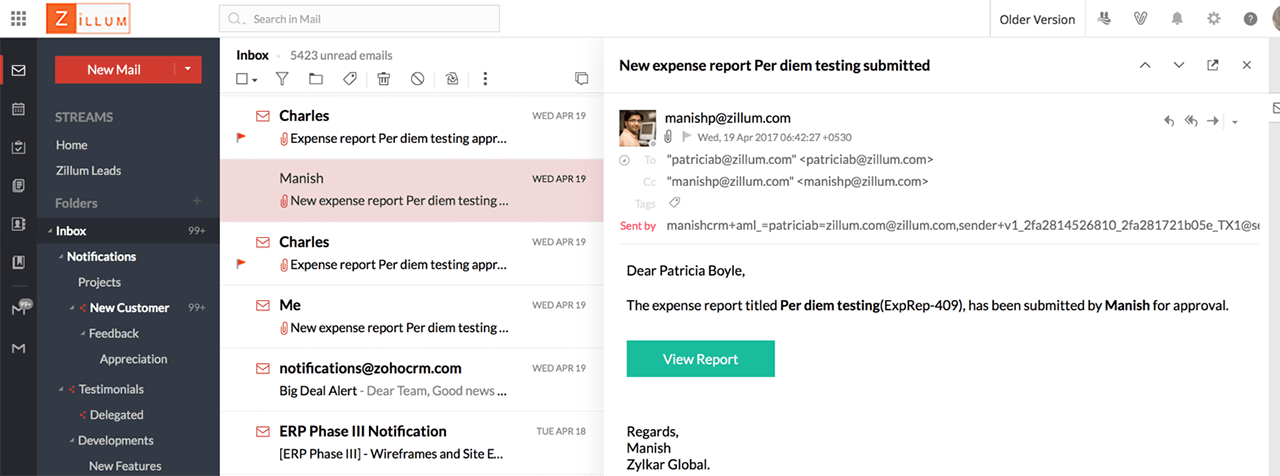 ZILLUM
Search in Mail
Older Version
New Mail
STREAMS
Home
Zillum Leads
Folders
Inbox 99+
Notifications
Projects
New Customer 99+
Feedback
Appreciation
Testimonials
Delegated
Developments
New Features
99+
Inbox 5423 unread emails
Charles WED APR 19
Expense report Per diem testing appr...
Manish WED APR 19
New expense report Per diem testing ...
Charles WED APR 19
Expense report Per diem testing appr...
Me WED APR 19
New expense report Per diem testing ...
notifications@zohocrm.com WED APR 19
Big Deal Alert - Dear Team, Good news ...
ERP Phase III Notification TUE APR 18
[ERP Phase III] - Wireframes and Site E...
New expense report Per diem testing submitted
manishp@zillum.com
Wed, 19 Apr 2017 06:42:27 +0530
To "patriciab@zillum.com" <patriciab@zillum.com>
Cc "manishp@zillum.com" <manishp@zillum.com>
Tags
Sent by manishcrm+aml_=patriciab=zillum.com@zillum.com,sender+v1_2fa2814526810_2fa281721b05e_TX1@se
Dear Patricia Boyle,
The expense report titled Per diem testing(ExpRep-409), has been submitted by Manish for approval.
View Report
Regards,
Manish
Zylkar Global.